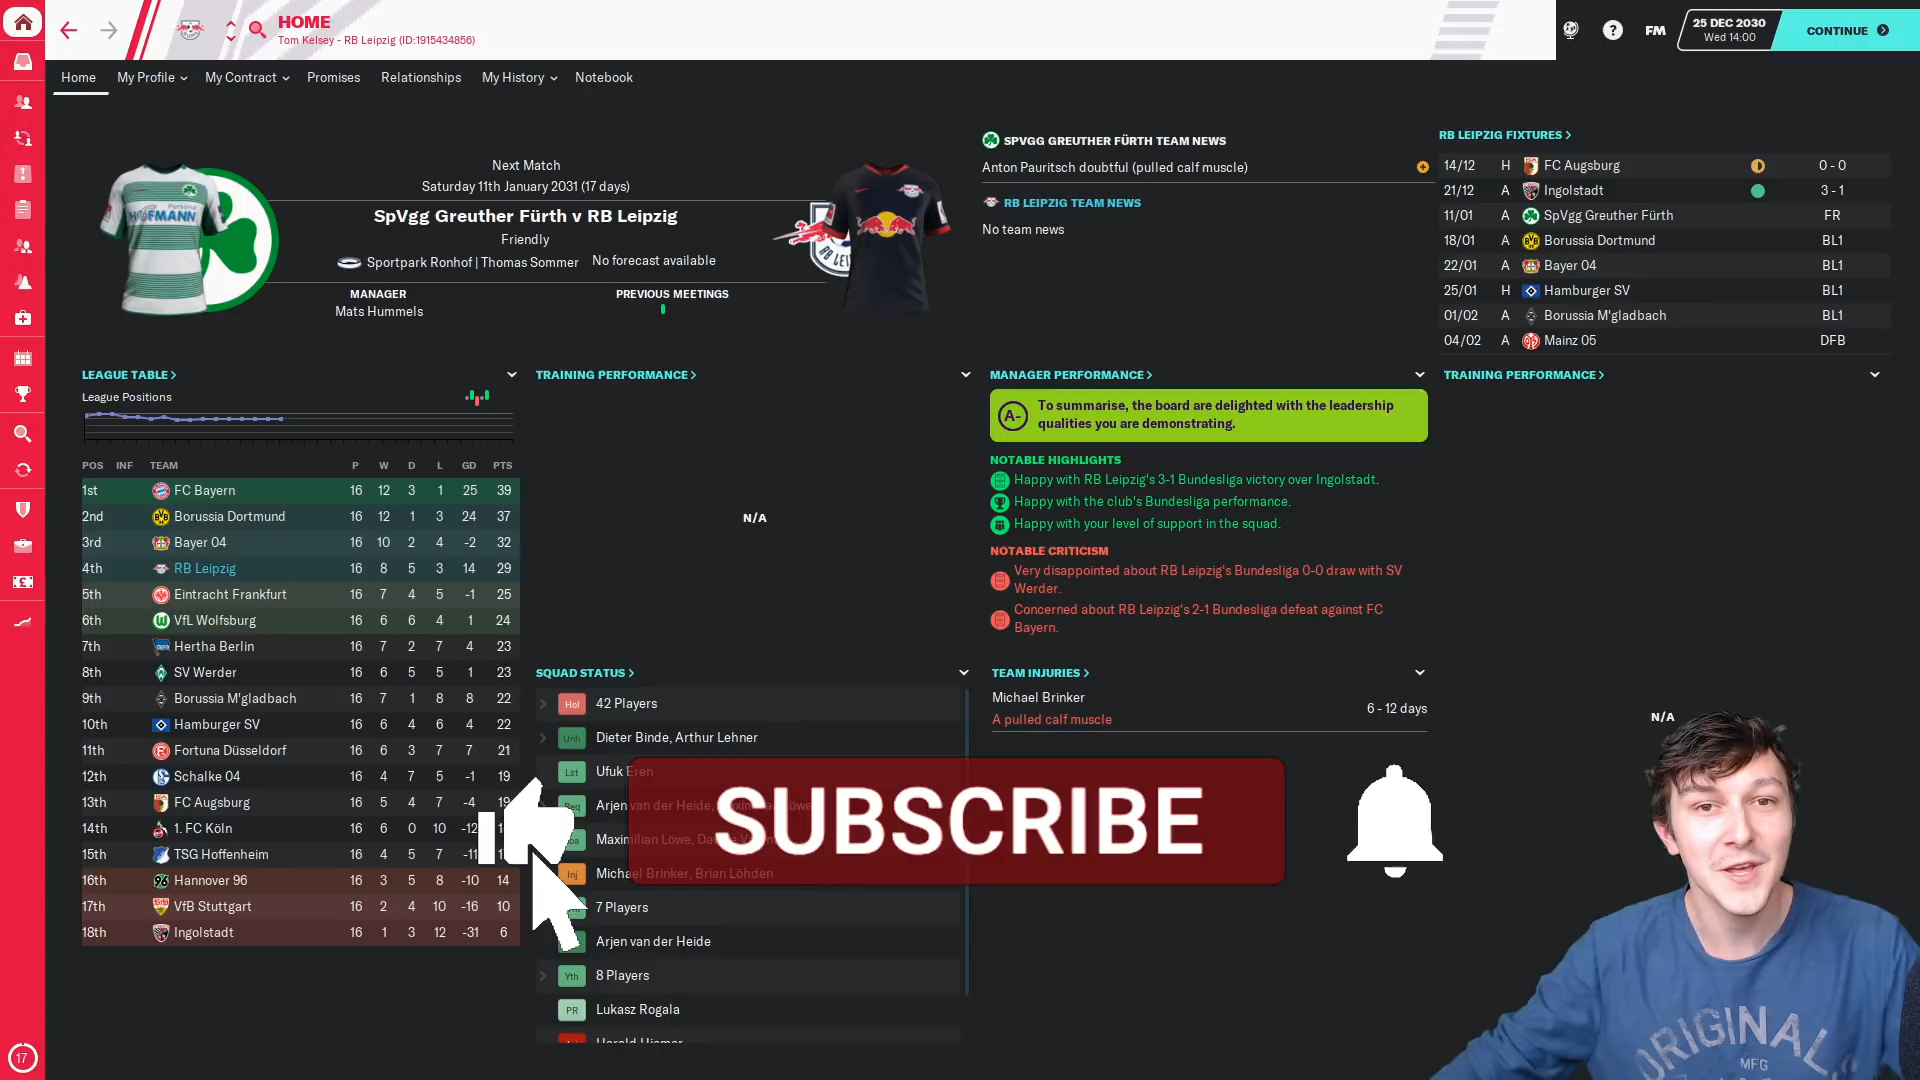 HOME
Tom Kelsey - RB Leipzig (ID:1915434856)
FM
25 DEC 2030
Wed 14:00
CONTINUE
Home My Profile My Contract Promises Relationships My History Notebook
Next Match
Saturday 11th January 2031 (17 days)
SpVgg Greuther Fürth v RB Leipzig
Friendly
Sportpark Ronhof | Thomas Sommer No forecast available
MANAGER
Mats Hummels
PREVIOUS MEETINGS
SPVGG GREUTHER FÜRTH TEAM NEWS
Anton Pauritsch doubtful (pulled calf muscle)
RB LEIPZIG TEAM NEWS
No team news
RB LEIPZIG FIXTURES >
14/12 H FC Augsburg 0 - 0
21/12 A Ingolstadt 3 - 1
11/01 A SpVgg Greuther Fürth FR
18/01 A Borussia Dortmund BL1
22/01 A Bayer 04 BL1
25/01 H Hamburger SV BL1
01/02 A Borussia M'gladbach BL1
04/02 A Mainz 05 DFB
LEAGUE TABLE >
League Positions
POS INF TEAM P W D L GD PTS
1st FC Bayern 16 12 3 1 25 39
2nd Borussia Dortmund 16 12 1 3 24 37
3rd Bayer 04 16 10 2 4 -2 32
4th RB Leipzig 16 8 5 3 14 29
5th Eintracht Frankfurt 16 7 4 5 -1 25
6th VfL Wolfsburg 16 6 6 4 1 24
7th Hertha Berlin 16 7 2 7 4 23
8th SV Werder 16 6 5 5 1 23
9th Borussia M'gladbach 16 7 1 8 8 22
10th Hamburger SV 16 6 4 6 4 22
11th Fortuna Düsseldorf 16 6 3 7 7 21
12th Schalke 04 16 4 7 5 -1 19
13th FC Augsburg 16 5 4 7 -4 19
14th 1. FC Köln 16 6 0 10 -12
15th TSG Hoffenheim 16 4 5 7 -11
16th Hannover 96 16 3 5 8 -10 14
17th VfB Stuttgart 16 2 4 10 -16 10
18th Ingolstadt 16 1 3 12 -31 6
TRAINING PERFORMANCE >
N/A
MANAGER PERFORMANCE >
A-
To summarise, the board are delighted with the leadership
qualities you are demonstrating.
NOTABLE HIGHLIGHTS
Happy with RB Leipzig's 3-1 Bundesliga victory over Ingolstadt.
Happy with the club's Bundesliga performance.
Happy with your level of support in the squad.
NOTABLE CRITICISM
Very disappointed about RB Leipzig's Bundesliga 0-0 draw with SV
Werder.
Concerned about RB Leipzig's 2-1 Bundesliga defeat against FC
Bayern.
TRAINING PERFORMANCE >
N/A
SQUAD STATUS >
Hol 42 Players
Unh Dieter Binde, Arthur Lehner
Lst Ufuk Eren
Req Arjen van der Heide,
Maximilian Löwe,
Inj Michael Brinker, Brian Löhden
7 Players
Arjen van der Heide
Yth 8 Players
PR Lukasz Rogala
TEAM INJURIES >
Michael Brinker
A pulled calf muscle
6 - 12 days
SUBSCRIBE
17
HOFMANN
ORIGINAL
MFG